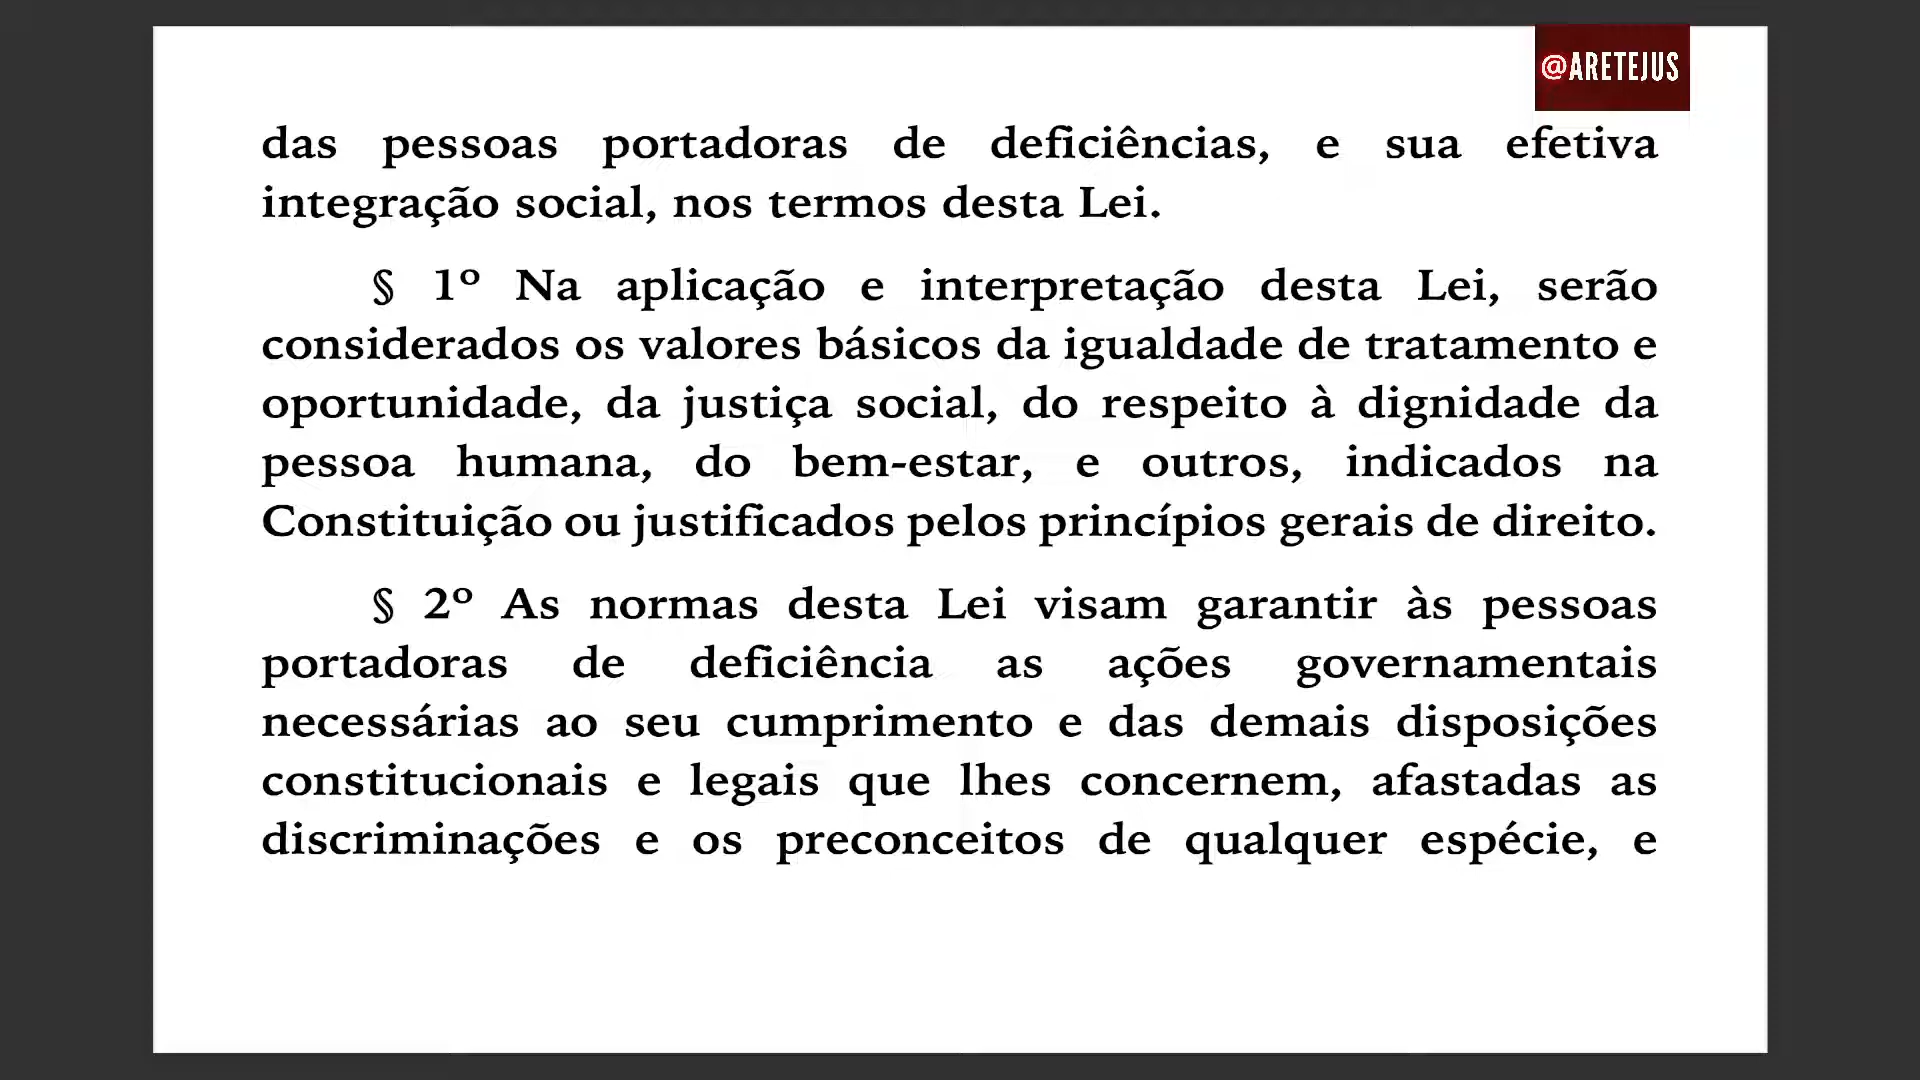 @ARETEJUS
das pessoas portadoras de deficiências, e sua efetiva
integração social, nos termos desta Lei.
§ 1º Na aplicação e interpretação desta Lei, serão
considerados os valores básicos da igualdade de tratamento e
oportunidade, da justiça social, do respeito à dignidade da
pessoa humana, do bem-estar, e outros, indicados na
Constituição ou justificados pelos princípios gerais de direito.
§ 2º As normas desta Lei visam garantir às pessoas
portadoras de deficiência as ações governamentais
necessárias ao seu cumprimento e das demais disposições
constitucionais e legais que lhes concernem, afastadas as
discriminações e os preconceitos de qualquer espécie, e